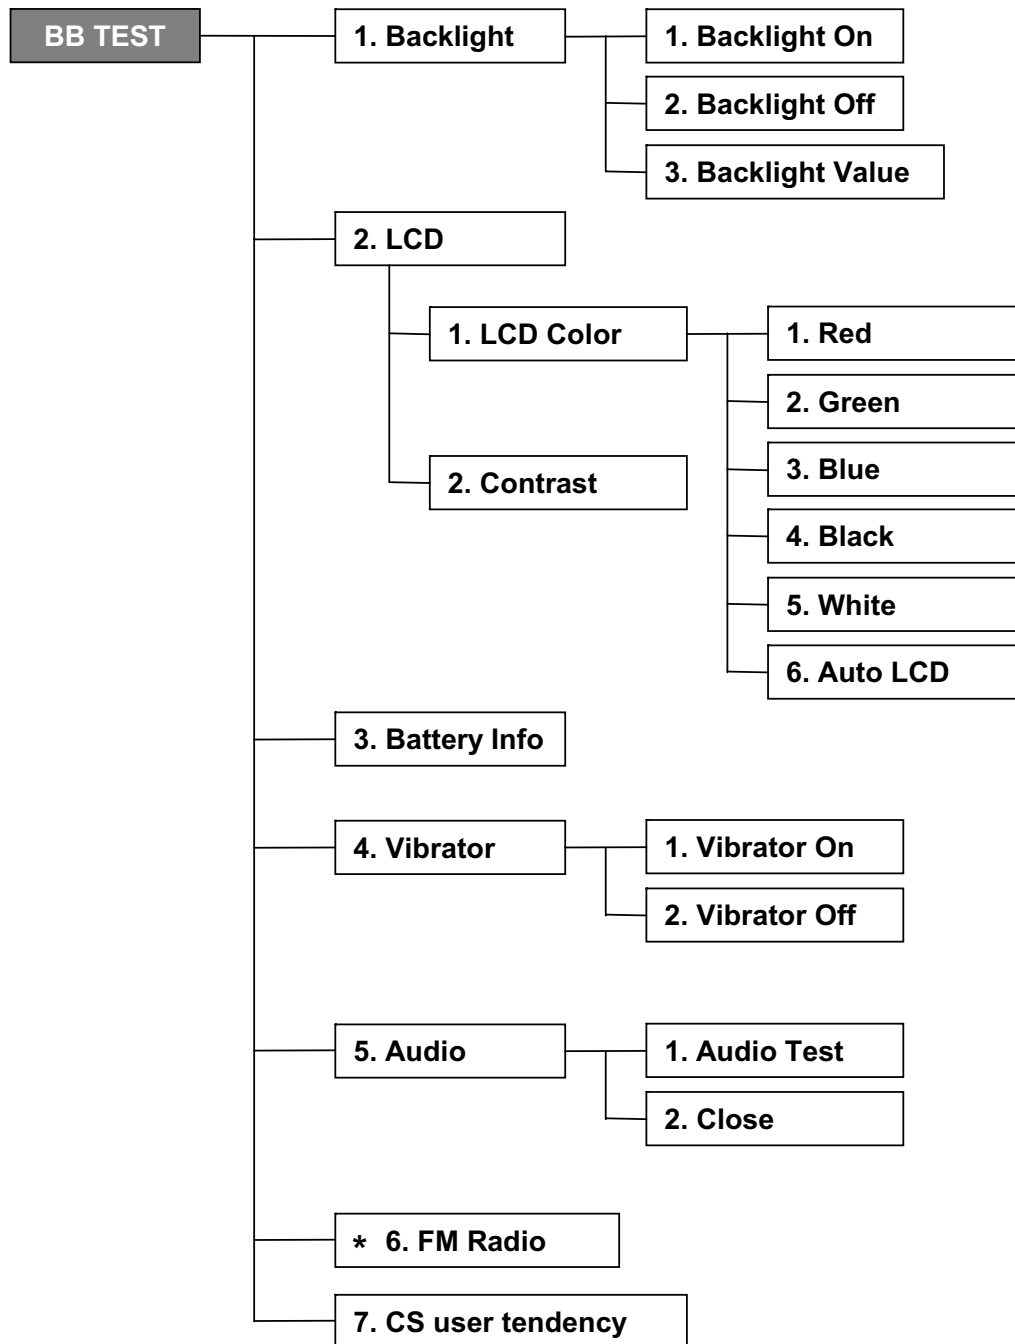 BB TEST
1. Backlight
1. Backlight On
2. Backlight Off
3. Backlight Value
2. LCD
1. LCD Color
1. Red
2. Green
3. Blue
2. Contrast
4. Black
5. White
6. Auto LCD
3. Battery Info
4. Vibrator
1. Vibrator On
2. Vibrator Off
5. Audio
1. Audio Test
2. Close
* 6. FM Radio
7. CS user tendency